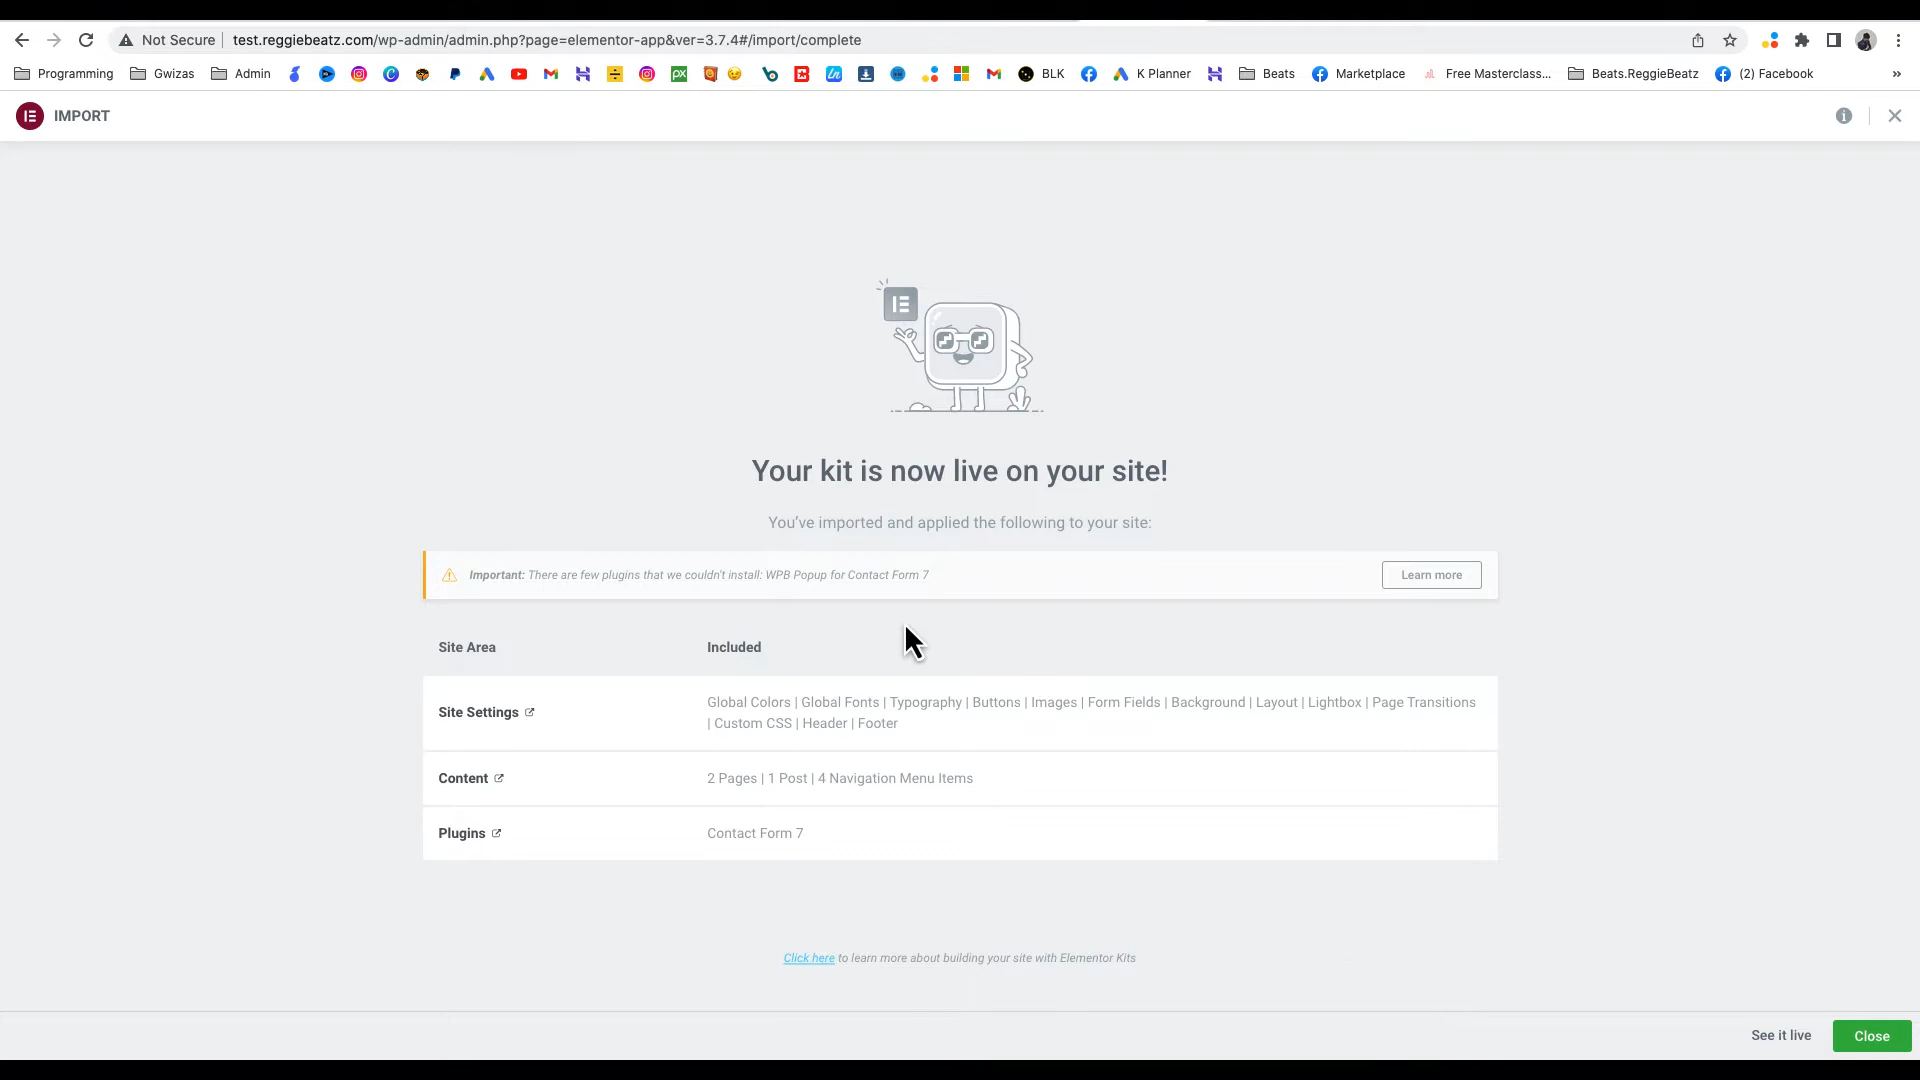 Not Secure test.reggiebeatz.com/wp-admin/admin.php?page=elementor-app&ver=3.7.4#/import/complete
Programming Gwizas Admin BLK K Planner Beats Marketplace Free Masterclass... Beats.ReggieBeatz (2) Facebook »
IMPORT
Your kit is now live on your site!
You've imported and applied the following to your site:
Important: There are few plugins that we couldn't install: WPB Popup for Contact Form 7 Learn more
Site Area Included
Site Settings Global Colors | Global Fonts | Typography | Buttons | Images | Form Fields | Background | Layout | Lightbox | Page Transitions
| Custom CSS | Header | Footer
Content 2 Pages | 1 Post | 4 Navigation Menu Items
Plugins Contact Form 7
Click here to learn more about building your site with Elementor Kits
See it live Close